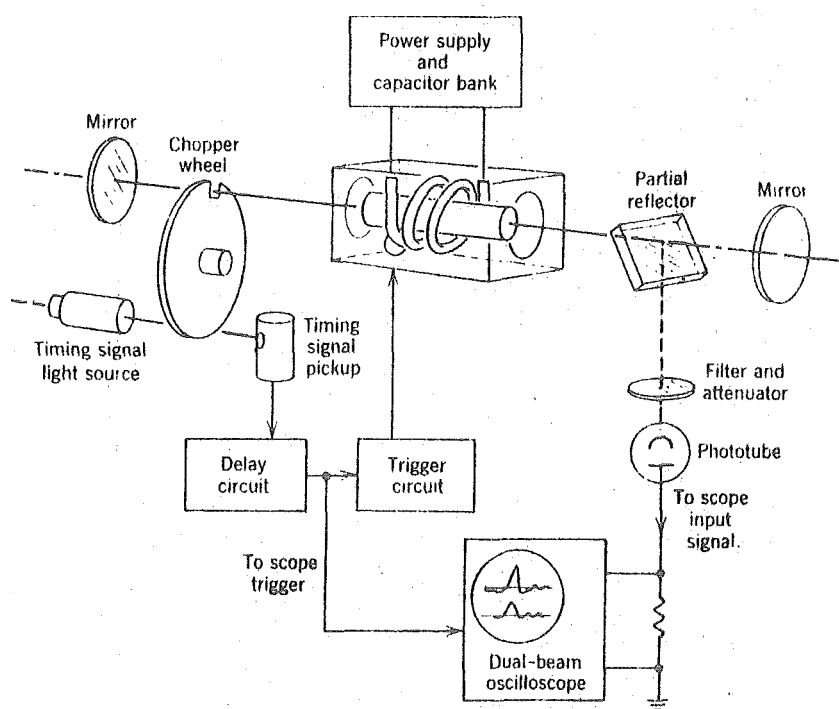 Power supply
and
capacitor bank
Mirror
Chopper
wheel
Partial
reflector
Mirror
Timing signal
light source
Timing
signal
pickup
Filter and
attenuator
Delay
circuit
Trigger
circuit
Phototube
To scope
input
signal.
To scope
trigger
Dual-beam
oscilloscope